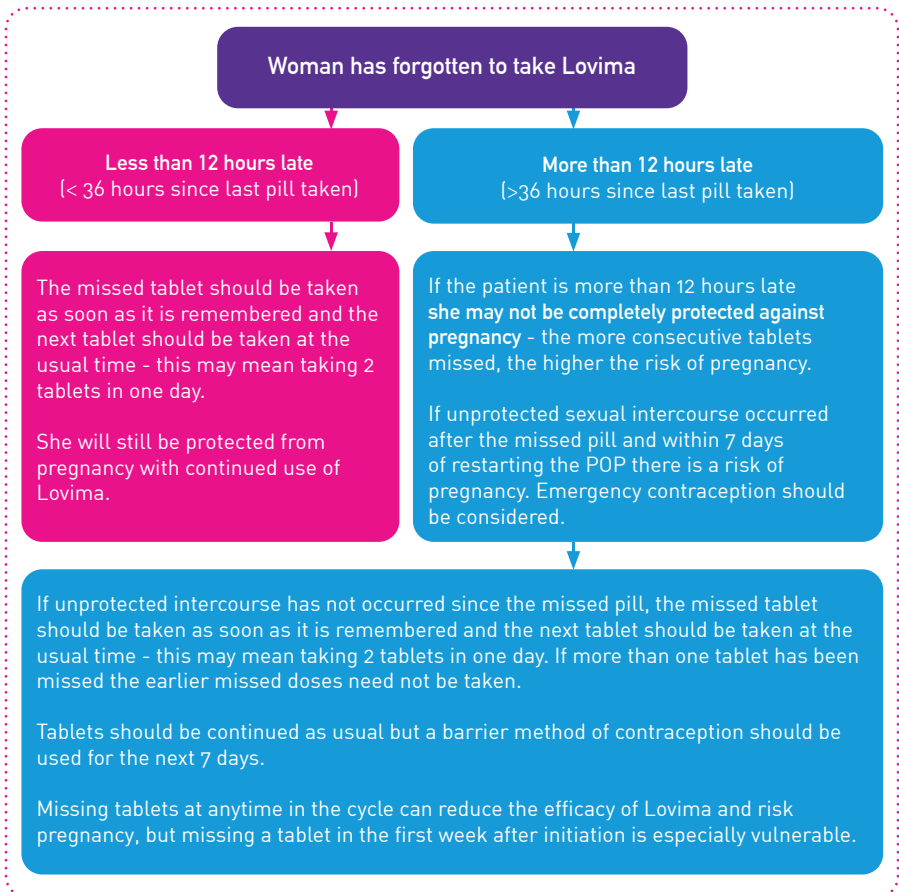 Woman has forgotten to take Lovima
Less than 12 hours late
(< 36 hours since last pill taken)
The missed tablet should be taken
as soon as it is remembered and the
next tablet should be taken at the
usual time - this may mean taking 2
tablets in one day.
She will still be protected from
pregnancy with continued use of
Lovima.
More than 12 hours late
(>36 hours since last pill taken)
If the patient is more than 12 hours late
she may not be completely protected against
pregnancy - the more consecutive tablets
missed, the higher the risk of pregnancy.
If unprotected sexual intercourse occurred
after the missed pill and within 7 days
of restarting the POP there is a risk of
pregnancy. Emergency contraception should
be considered.
If unprotected intercourse has not occurred since the missed pill, the missed tablet
should be taken as soon as it is remembered and the next tablet should be taken at the
usual time - this may mean taking 2 tablets in one day. If more than one tablet has been
missed the earlier missed doses need not be taken.
Tablets should be continued as usual but a barrier method of contraception should be
used for the next 7 days.
Missing tablets at anytime in the cycle can reduce the efficacy of Lovima and risk
pregnancy, but missing a tablet in the first week after initiation is especially vulnerable.